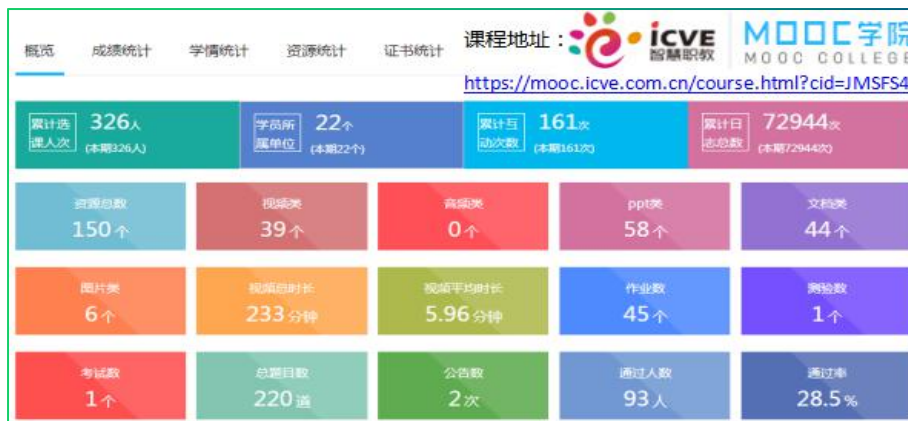 概览 成绩统计 学情统计 资源统计 证书统计 课程地址：icve 智慧职教 MOOC学院 MOOC COLLEGE
https://mooc.icve.com.cn/course.html?cid=JMSFS4
累计选课人次 326人 (本期326人) 学员所属单位 22个 (本期22个) 累计互动次数 161次 (本期161次) 累计日志总数 72944次 (本期72944次)
资源总数 视频类 音频类 ppt类 文档类
150个 39个 0个 58个 44个
图片类 视频总时长 视频平均时长 作业数 测验数
6个 233分钟 5.96分钟 45个 1个
考试数 总题目数 公告数 通过人数 通过率
1个 220道 2次 93人 28.5%